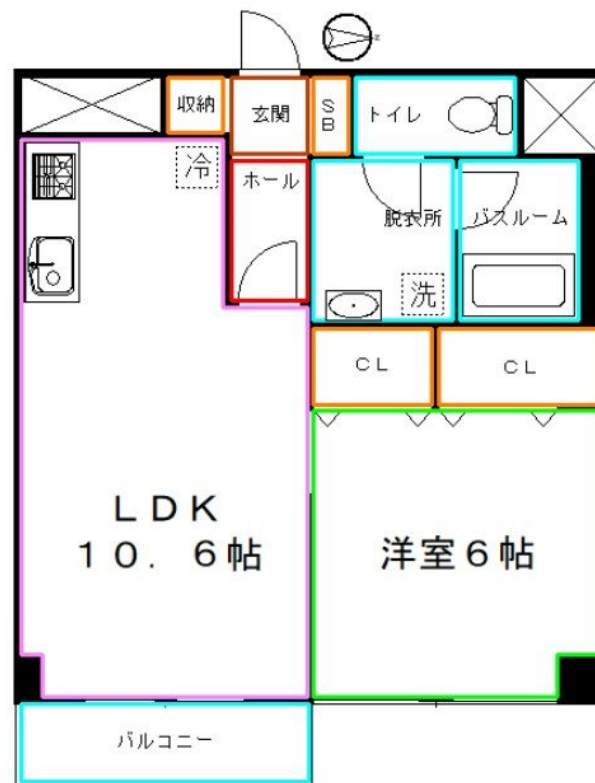 収納
玄関
SB
トイレ
冷
ホール
脱衣所
バスルーム
洗
CL
CL
LDK
10.6帖
洋室6帖
バルコニー